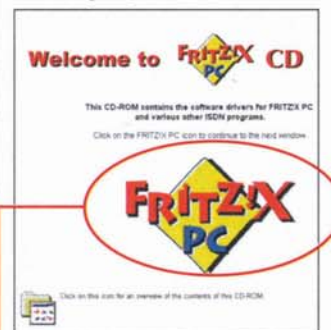 Welcome to FRITZ!X PC CD
This CD-ROM contains the software drivers for FRITZ!X PC
and various other ISDN programs.
Click on the FRITZ!X PC icon to continue to the next window.
FRITZ!X
PC
Click on this icon for an overview of the contents of this CD-ROM.